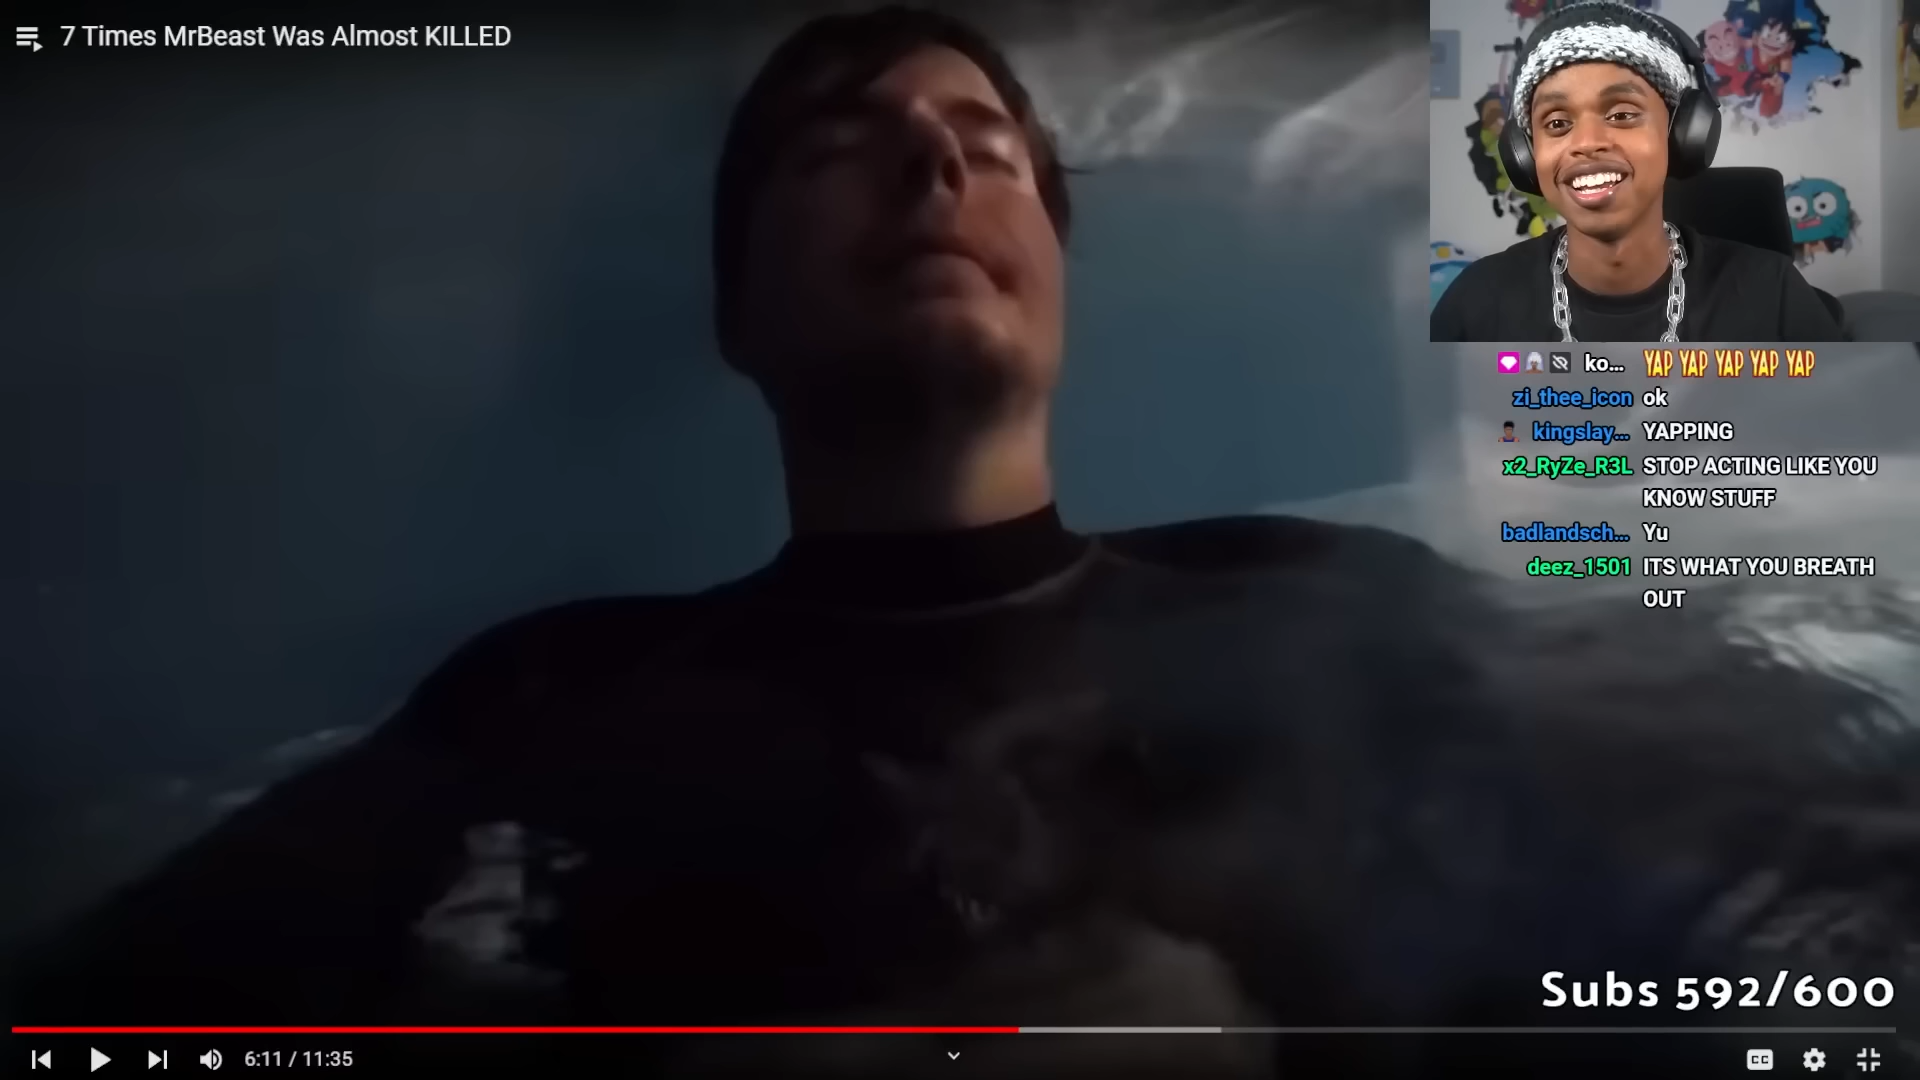 7 Times MrBeast Was Almost KILLED
ko... YAP YAP YAP YAP YAP
zi_thee_icon ok
kingslay... YAPPING
x2_RyZe_R3L STOP ACTING LIKE YOU
KNOW STUFF
badlandsch... Yu
deez_1501 ITS WHAT YOU BREATH
OUT
Subs 592/600
6:11 / 11:35
CC